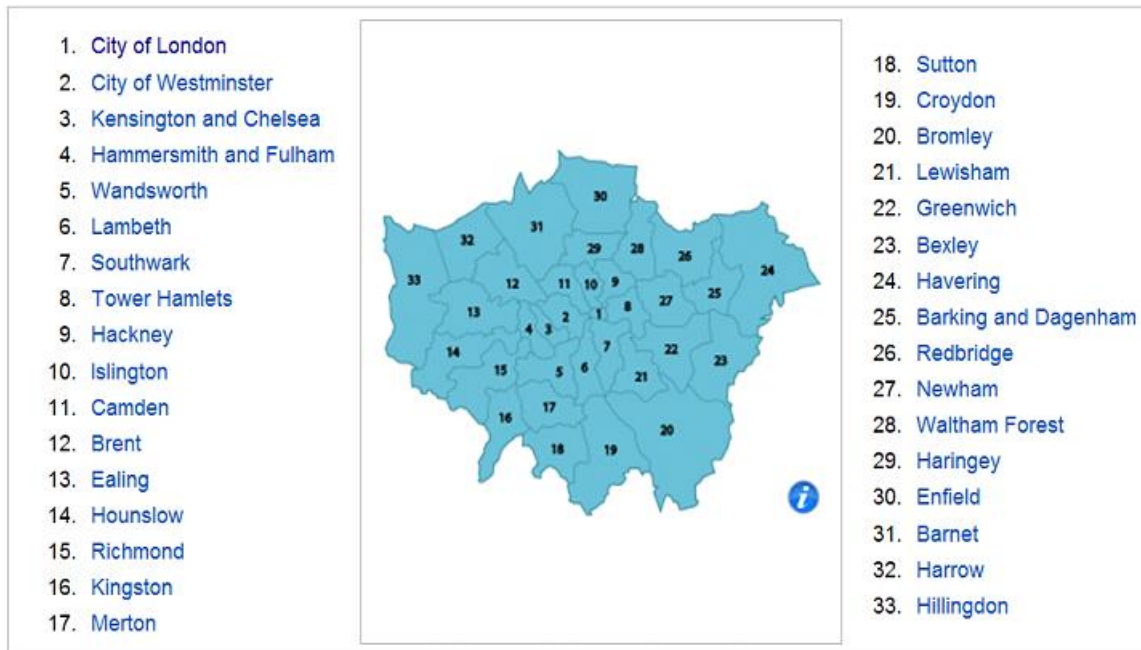 1. City of London
2. City of Westminster
3. Kensington and Chelsea
4. Hammersmith and Fulham
5. Wandsworth
6. Lambeth
7. Southwark
8. Tower Hamlets
9. Hackney
10. Islington
11. Camden
12. Brent
13. Ealing
14. Hounslow
15. Richmond
16. Kingston
17. Merton
30
31
32
29
28
26
24
33
12
11
10
9
25
27
8
13
2
1
4
3
14
7
22
23
15
5
6
21
17
16
20
18
19
i
18. Sutton
19. Croydon
20. Bromley
21. Lewisham
22. Greenwich
23. Bexley
24. Havering
25. Barking and Dagenham
26. Redbridge
27. Newham
28. Waltham Forest
29. Haringey
30. Enfield
31. Barnet
32. Harrow
33. Hillingdon